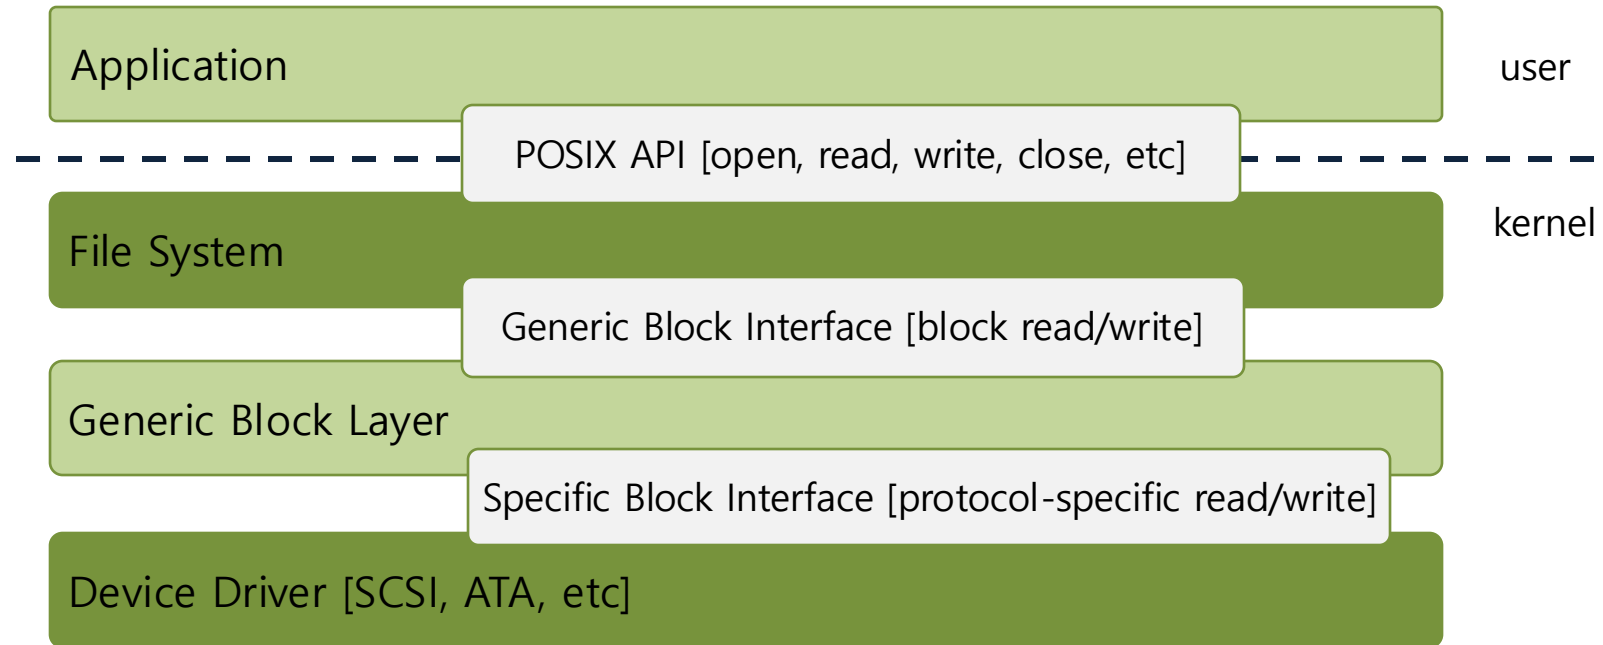 Application
user
POSIX API [open, read, write, close, etc]
kernel
File System
Generic Block Interface [block read/write]
Generic Block Layer
Specific Block Interface [protocol-specific read/write]
Device Driver [SCSI, ATA, etc]